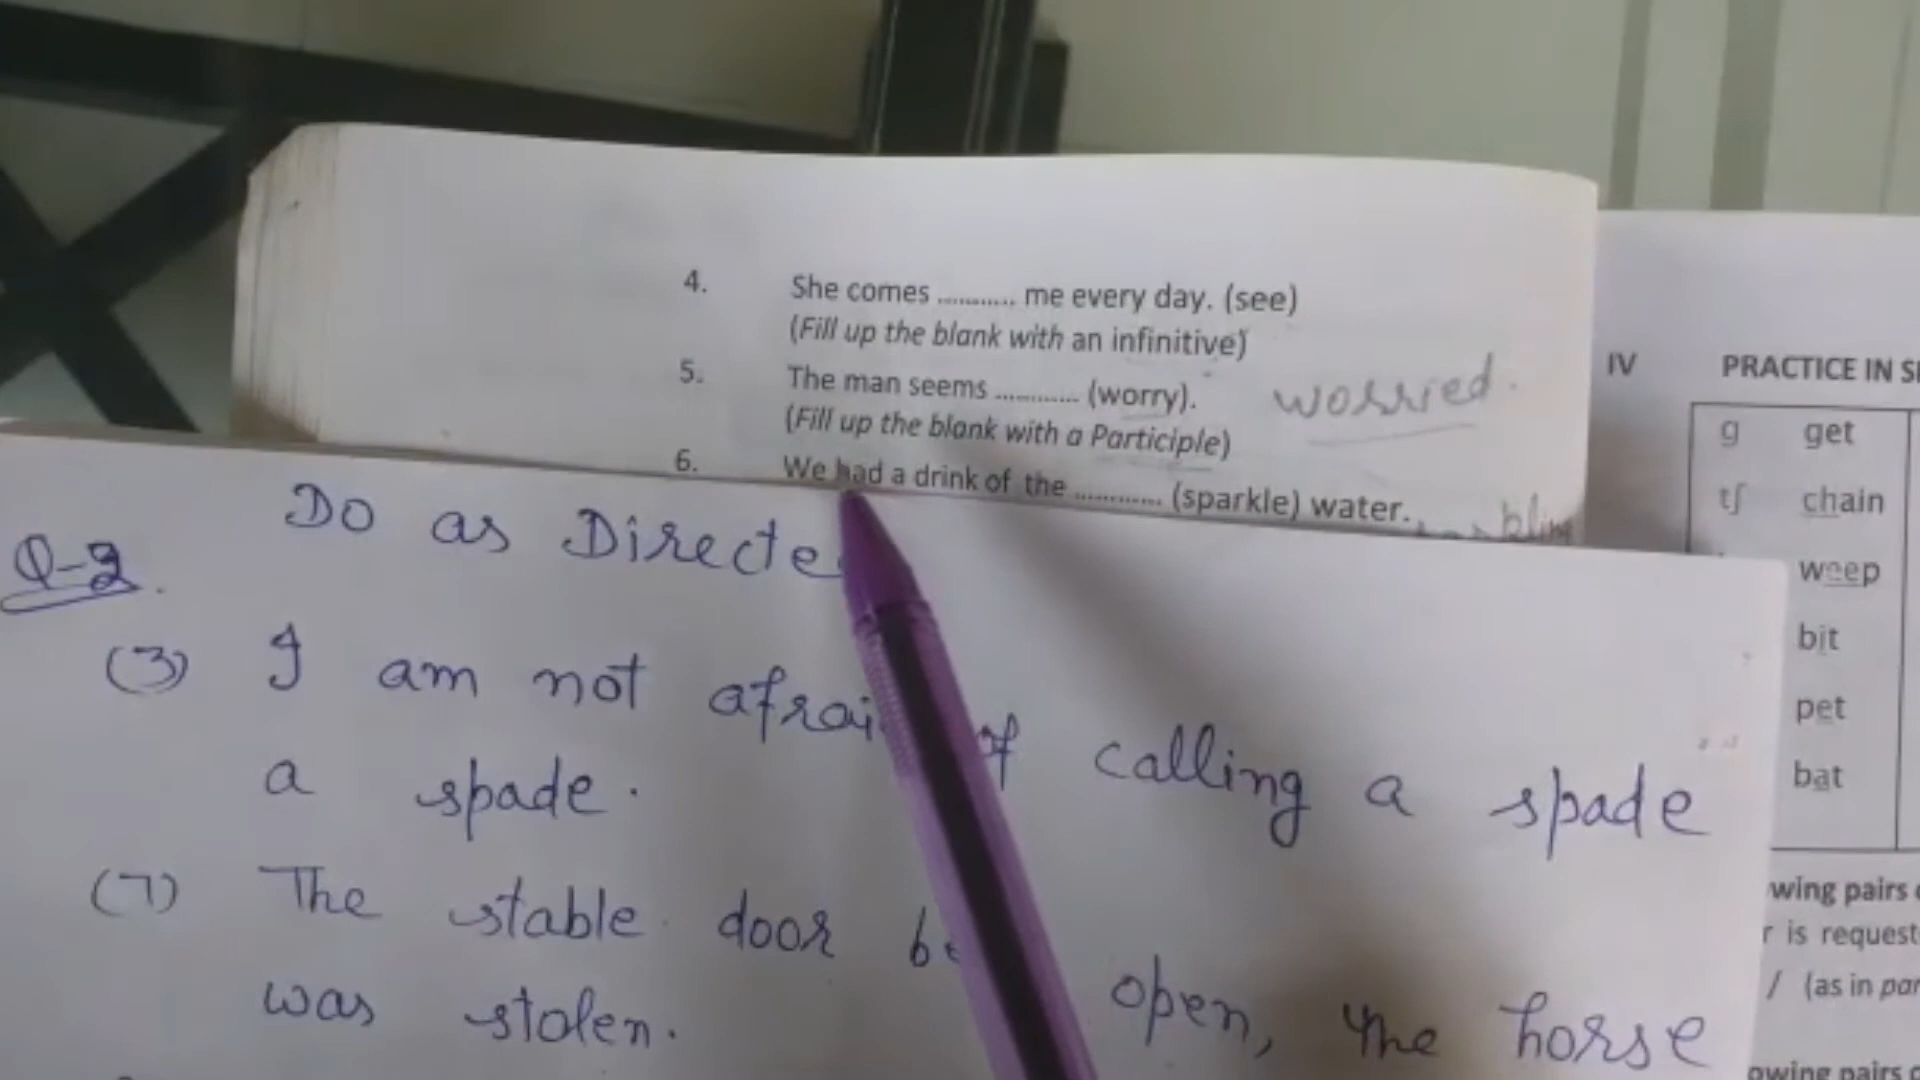 4. She comes ........... me every day. (see)
(Fill up the blank with an infinitive)
5. The man seems ............ (worry). worried.
(Fill up the blank with a Participle)
6. We had a drink of the ............ (sparkle) water.
Q-2. Do as Directe
(3) I am not afrai of calling a spade
a spade.
(7) The stable door be open, the horse
was stolen.
IV PRACTICE IN
g get
tʃ chain
weep
bit
pet
bat
wing pairs
r is request
/ (as in par
owing pairs